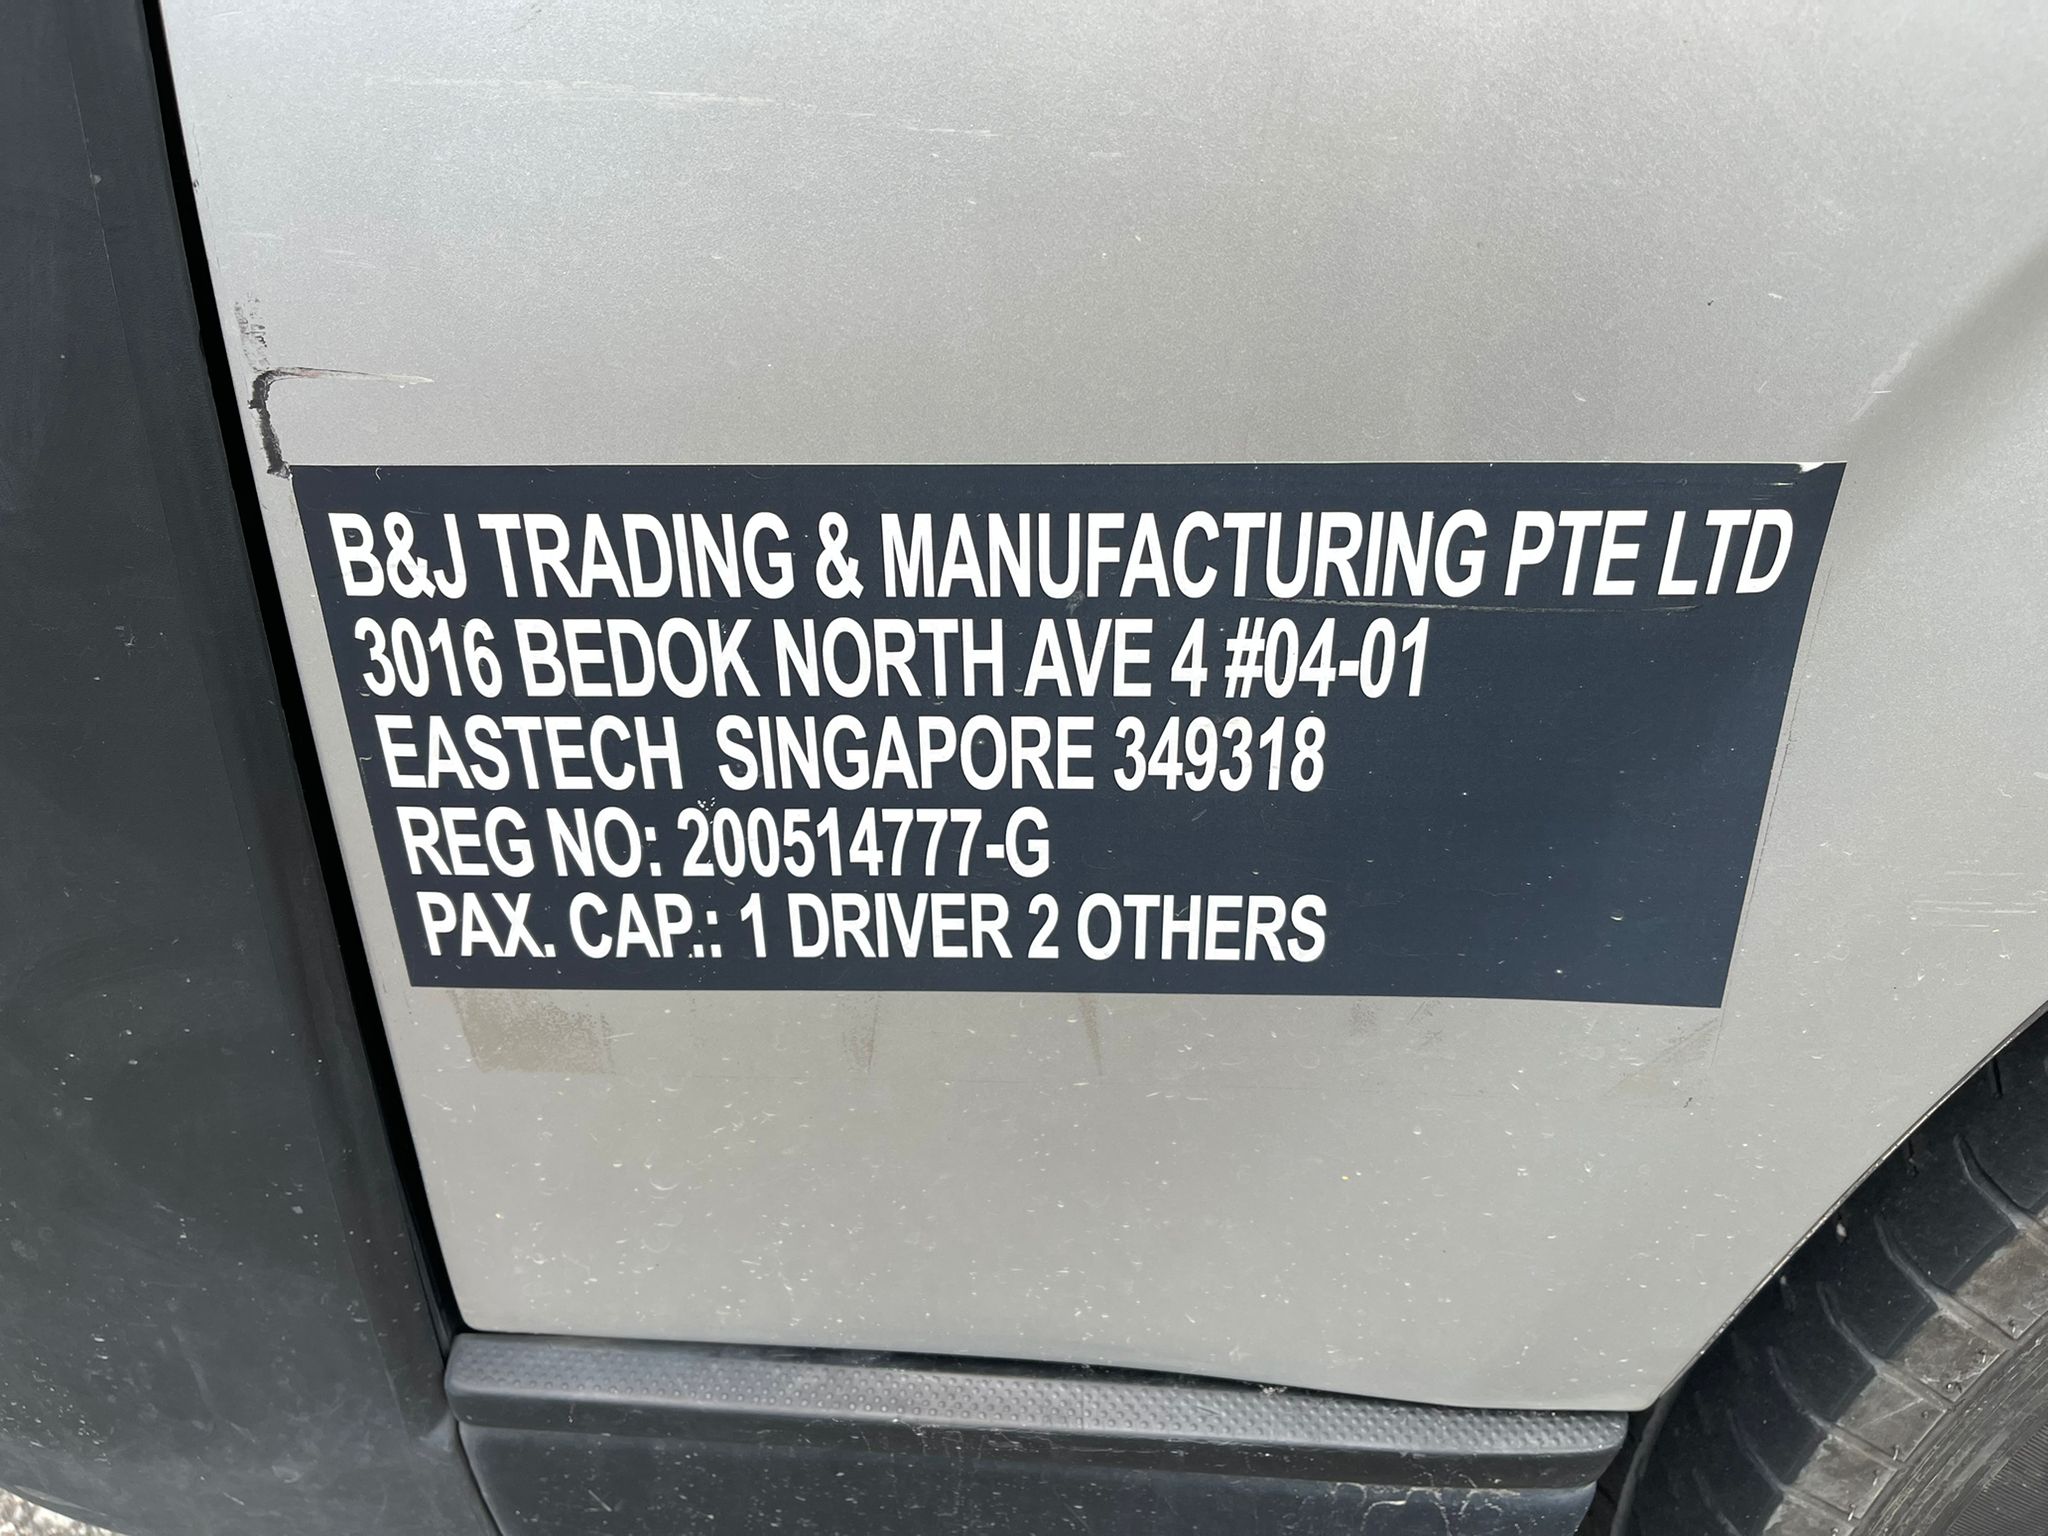 B&J TRADING & MANUFACTURING PTE LTD
3016 BEDOK NORTH AVE 4 #04-01
EASTECH SINGAPORE 349318
REG NO: 200514777-G
PAX. CAP.: 1 DRIVER 2 OTHERS